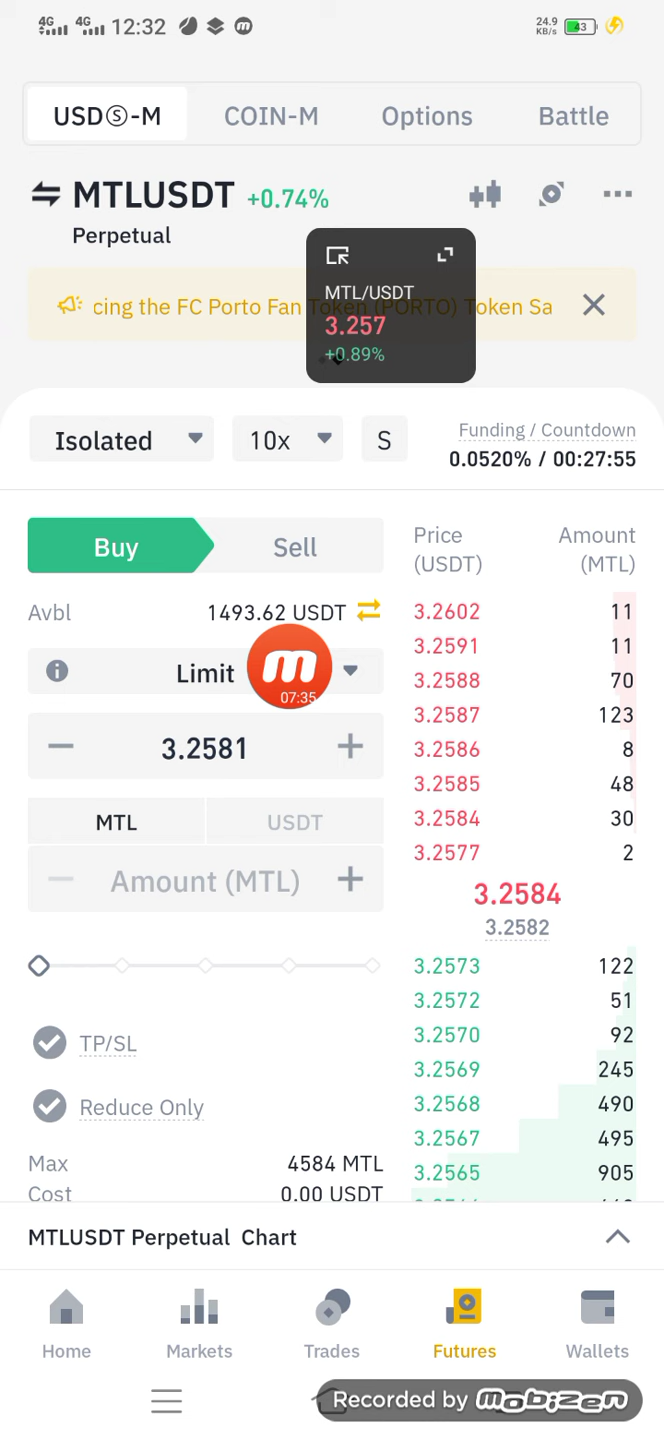 4G 4G 12:32 24.9 KB/s 43
USDⓈ-M COIN-M Options Battle
MTLUSDT +0.74%
Perpetual
cing the FC Porto Fan Token (PORTO) Token Sa
MTL/USDT
3.257
+0.89%
Isolated 10x S
Funding / Countdown
0.0520% / 00:27:55
Buy Sell
Price (USDT) Amount (MTL)
Avbl 1493.62 USDT
Limit
07:35
3.2581
MTL USDT
Amount (MTL)
3.2602 11
3.2591 11
3.2588 70
3.2587 123
3.2586 8
3.2585 48
3.2584 30
3.2577 2
3.2584
3.2582
3.2573 122
3.2572 51
3.2570 92
3.2569 245
3.2568 490
3.2567 495
3.2565 905
TP/SL
Reduce Only
Max 4584 MTL
Cost 0.00 USDT
MTLUSDT Perpetual Chart
Home Markets Trades Futures Wallets
Recorded by mobizen